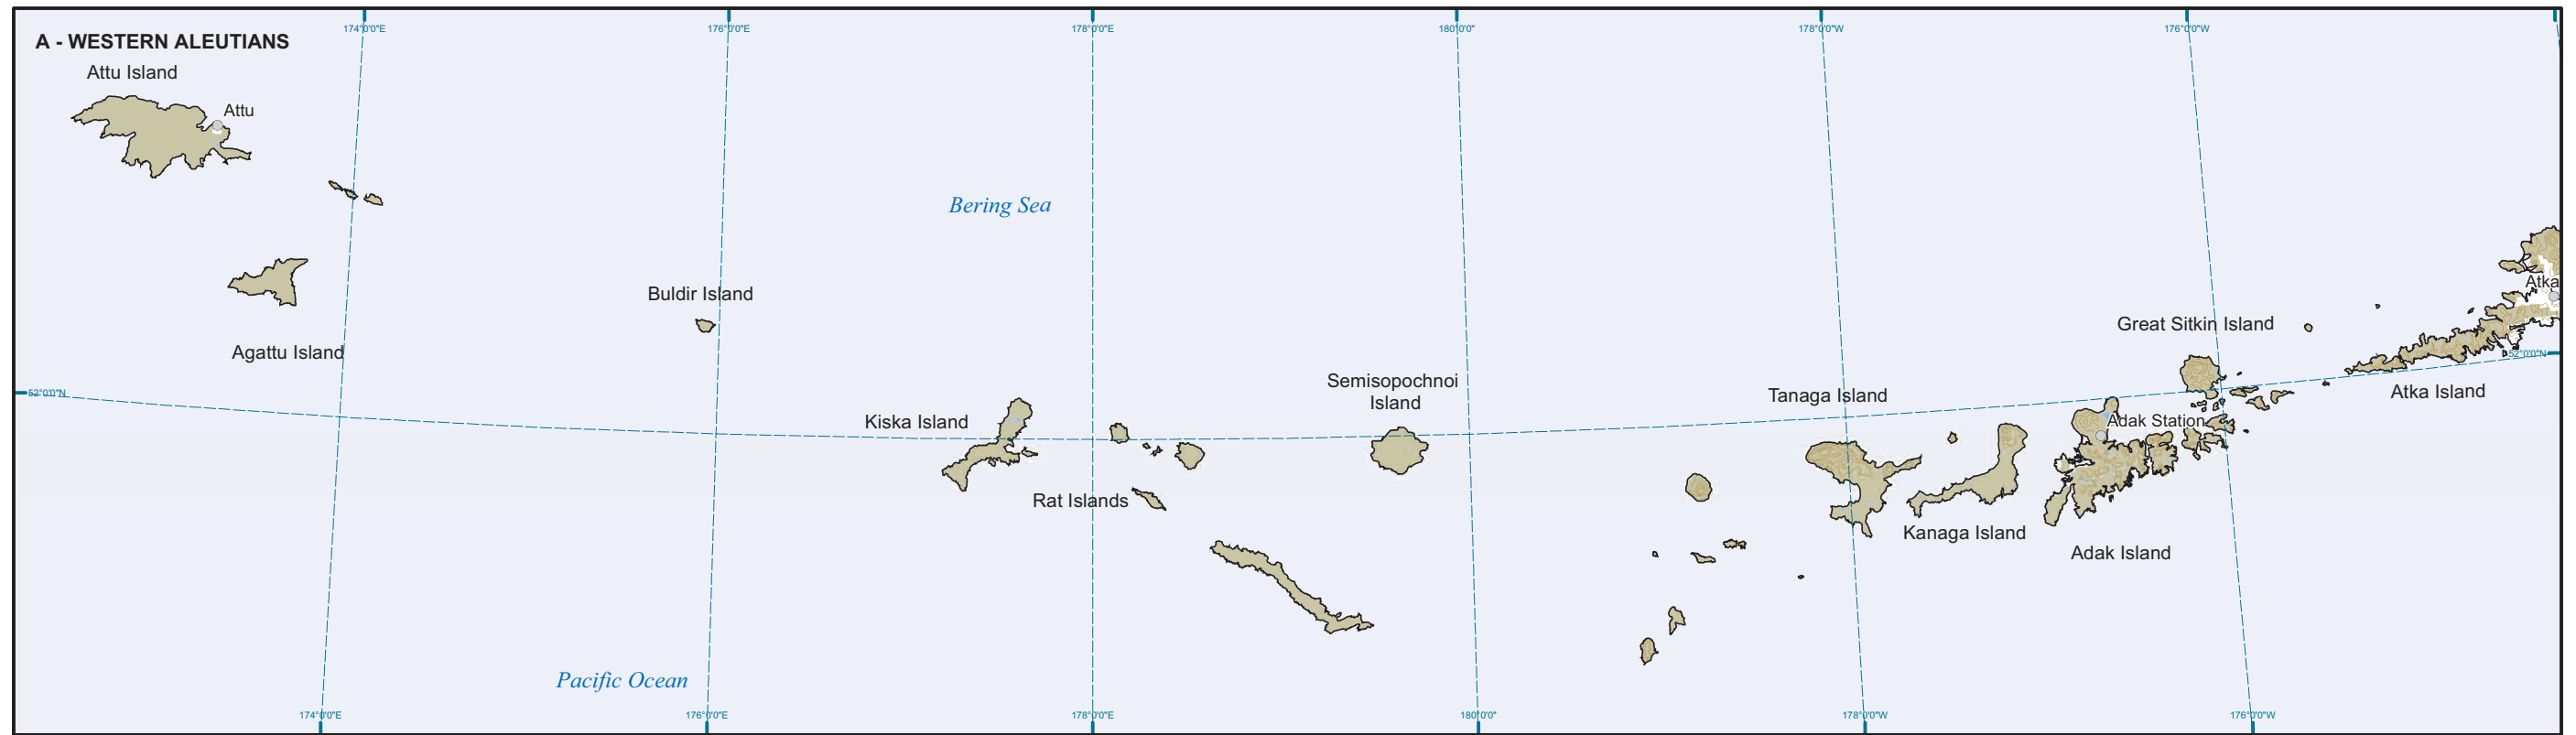 174°0'0"E
176°0'0"E
178°0'0"E
180°0'0"
178°0'0"W
176°0'0"W
A - WESTERN ALEUTIANS
Attu Island
Attu
Bering Sea
Buldir Island
Atka
Great Sitkin Island
Agattu Island
52°0'0"N
52°0'0"N
Semisopochnoi
Island
Tanaga Island
Atka Island
Kiska Island
Adak Station
Rat Islands
Kanaga Island
Adak Island
Pacific Ocean
174°0'0"E
176°0'0"E
178°0'0"E
180°0'0"
178°0'0"W
176°0'0"W